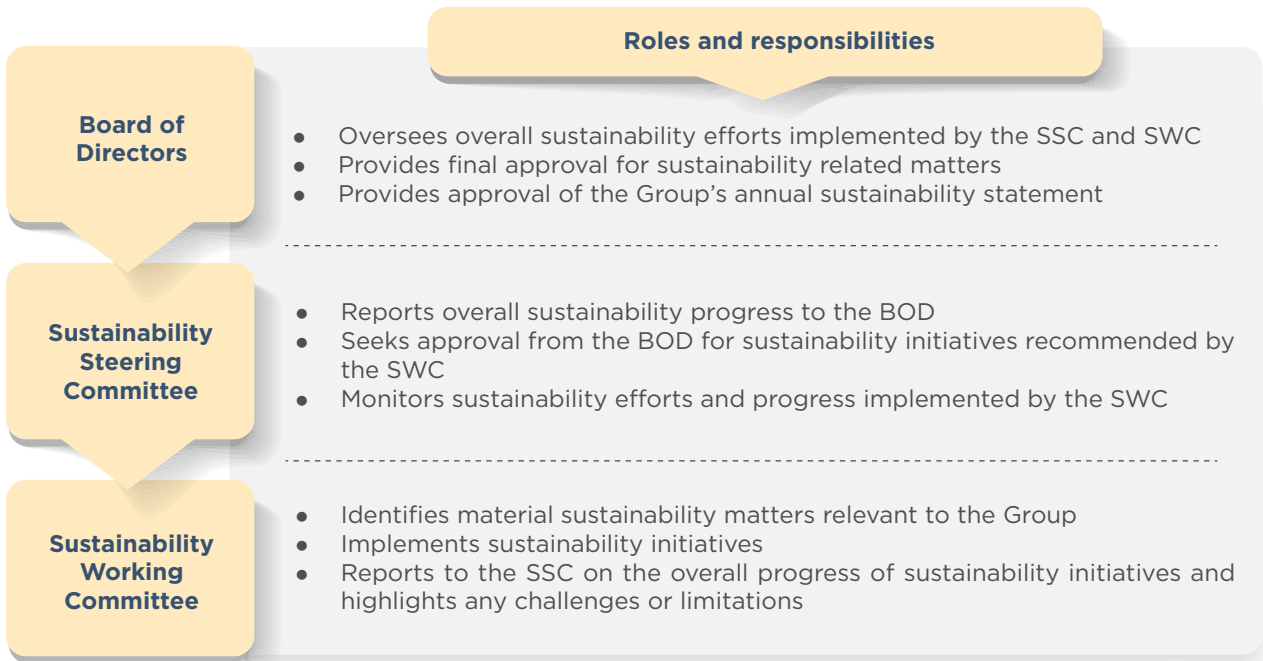 Roles and responsibilities
Board of
Directors
● Oversees overall sustainability efforts implemented by the SSC and SWC
● Provides final approval for sustainability related matters
● Provides approval of the Group’s annual sustainability statement
Sustainability
Steering
Committee
● Reports overall sustainability progress to the BOD
● Seeks approval from the BOD for sustainability initiatives recommended by
the SWC
● Monitors sustainability efforts and progress implemented by the SWC
Sustainability
Working
Committee
● Identifies material sustainability matters relevant to the Group
● Implements sustainability initiatives
● Reports to the SSC on the overall progress of sustainability initiatives and
highlights any challenges or limitations